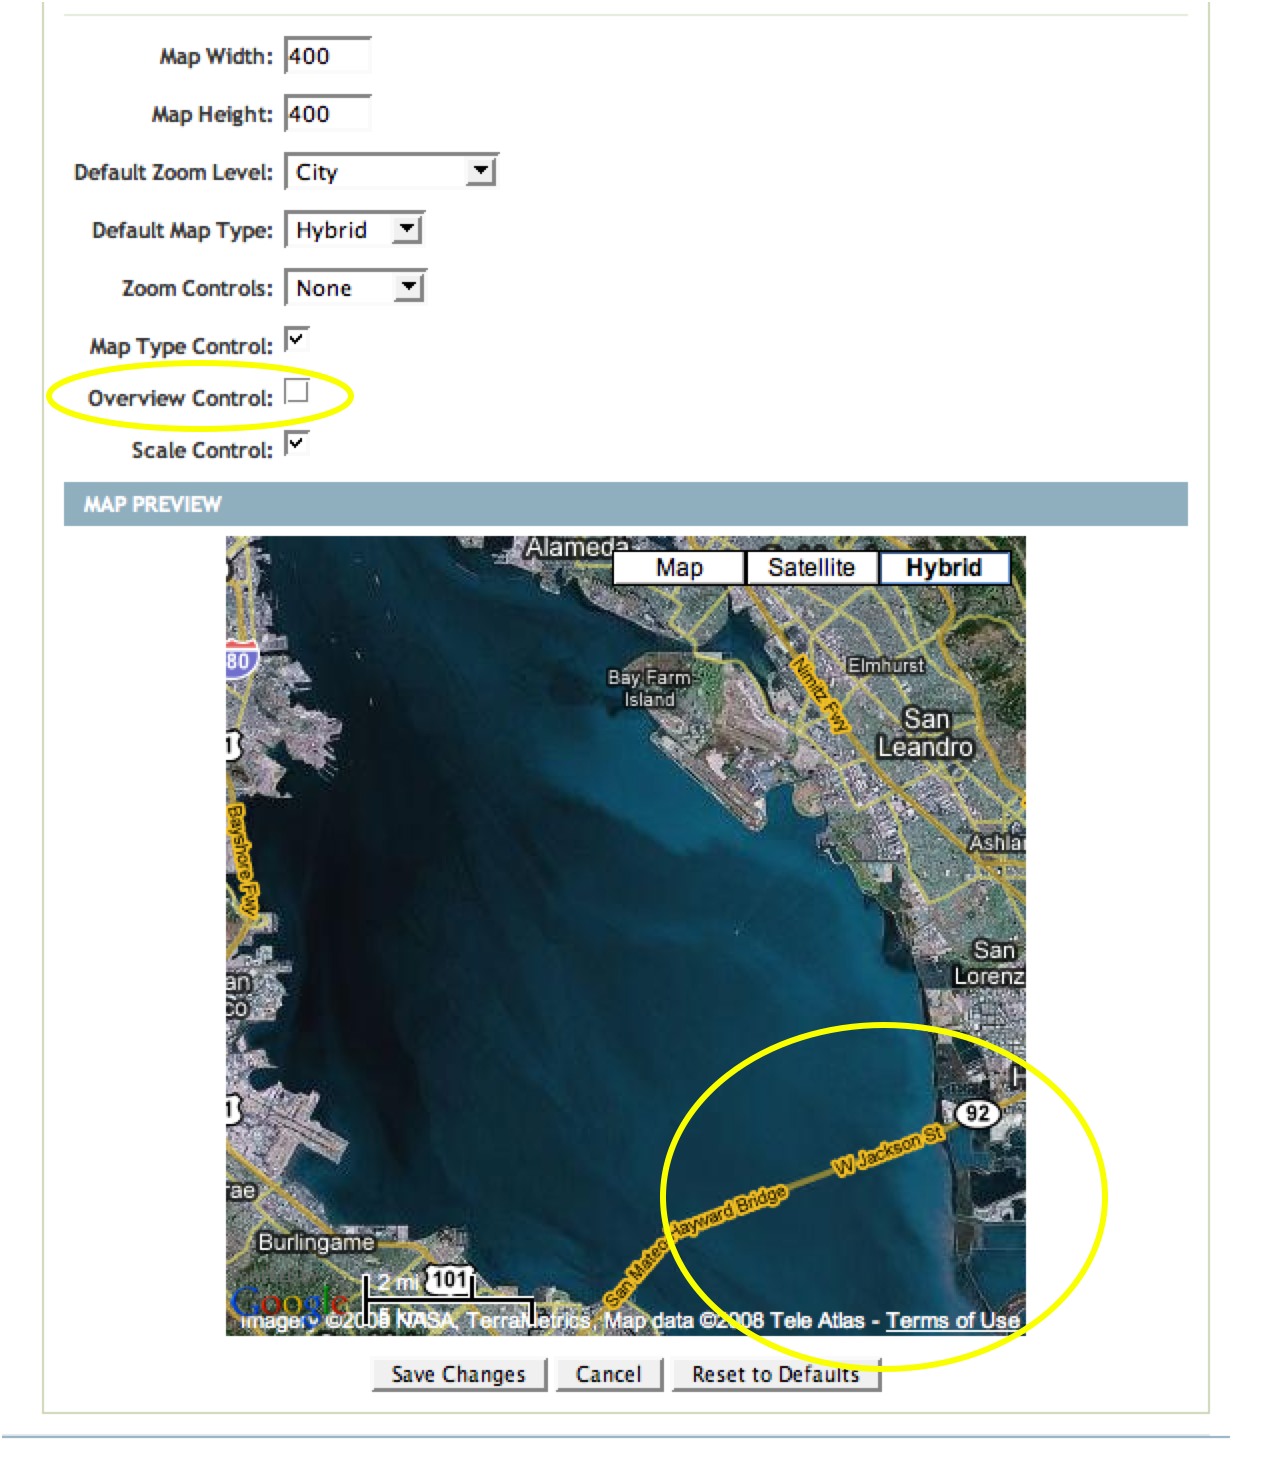 Map Width: 400
Map Height: 400
Default Zoom Level: City
Default Map Type: Hybrid
Zoom Controls: None
Map Type Control:
Overview Control:
Scale Control:
MAP PREVIEW
Alameda
Map Satellite Hybrid
80
Elmhurst
Bay Farm
Island
Nimitz Fwy
San
Leandro
1
Bayshore Fwy
Ashla
San
Lorenz
an
co
H
92
1
W Jackson St
rae
San Mateo-Hayward Bridge
Burlingame
2 mi
101
Google
5 km
Imagery ©2008 NASA, TerraMetrics, Map data ©2008 Tele Atlas - Terms of Use
Save Changes Cancel Reset to Defaults